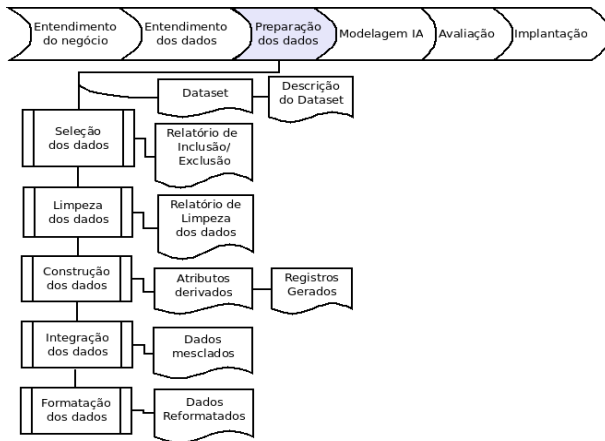 Entendimento
do negócio
Entendimento
dos dados
Preparação
dos dados
Modelagem IA
Avaliação
Implantação
Dataset
Descrição
do Dataset
Seleção
dos dados
Relatório de
Inclusão/
Exclusão
Limpeza
dos dados
Relatório de
Limpeza
dos dados
Construção
dos dados
Atributos
derivados
Registros
Gerados
Integração
dos dados
Dados
mesclados
Formatação
dos dados
Dados
Reformatados